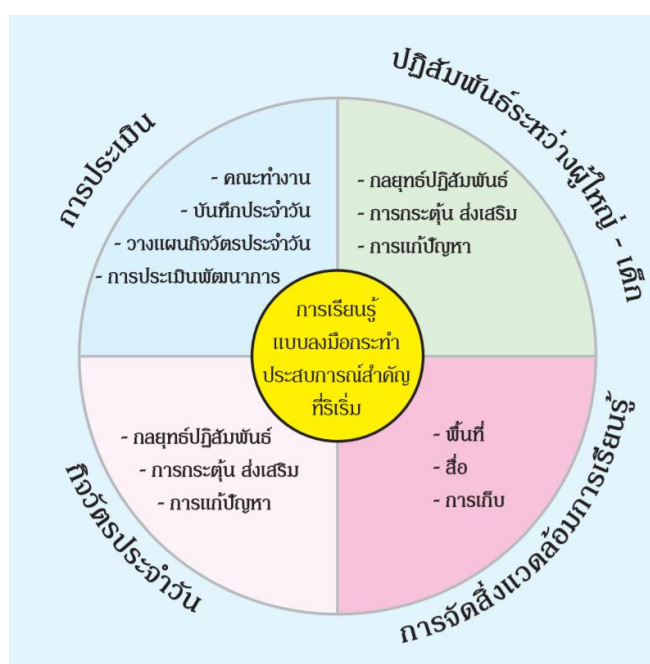 การประเมิน
- คณะทำงาน
- บันทึกประจำวัน
- วางแผนกิจวัตรประจำวัน
- การประเมินพัฒนาการ
ปฏิสัมพันธ์ระหว่างผู้ใหญ่ - เด็ก
- กลยุทธ์ปฏิสัมพันธ์
- การกระตุ้น ส่งเสริม
- การแก้ปัญหา
การเรียนรู้
แบบลงมือกระทำ
ประสบการณ์สำคัญ
ที่ริเริ่ม
กิจวัตรประจำวัน
- กลยุทธ์ปฏิสัมพันธ์
- การกระตุ้น ส่งเสริม
- การแก้ปัญหา
การจัดสิ่งแวดล้อมการเรียนรู้
- พื้นที่
- สื่อ
- การเก็บ